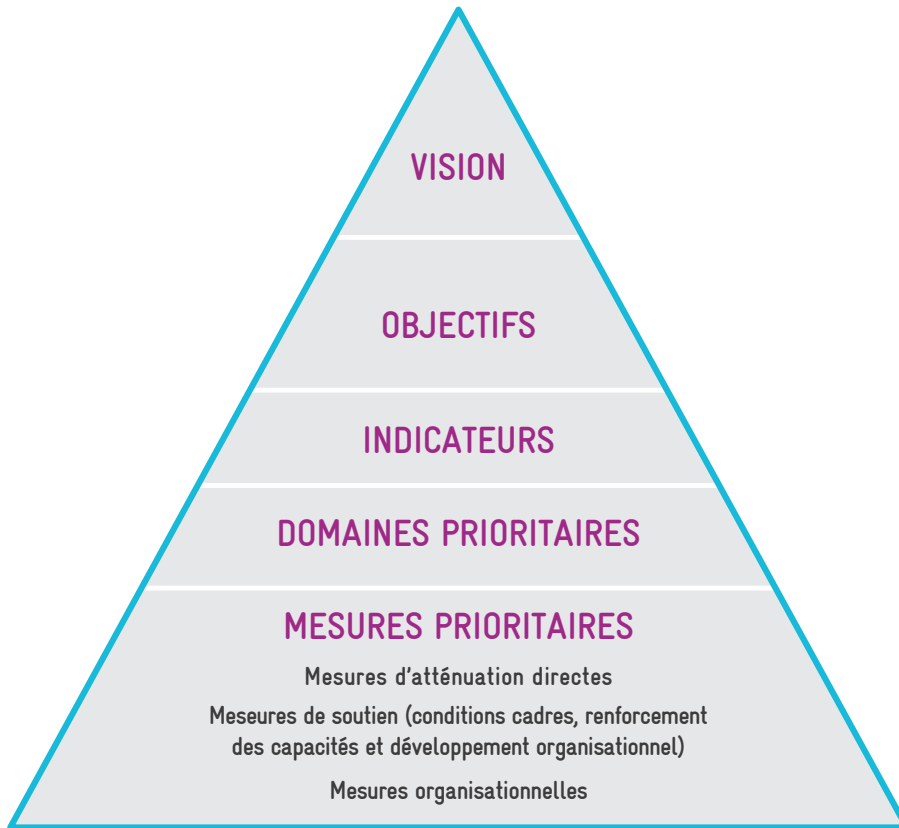 VISION
OBJECTIFS
INDICATEURS
DOMAINES PRIORITAIRES
MESURES PRIORITAIRES
Mesures d'atténuation directes
Meseures de soutien (conditions cadres, renforcement
des capacités et développement organisationnel)
Mesures organisationnelles